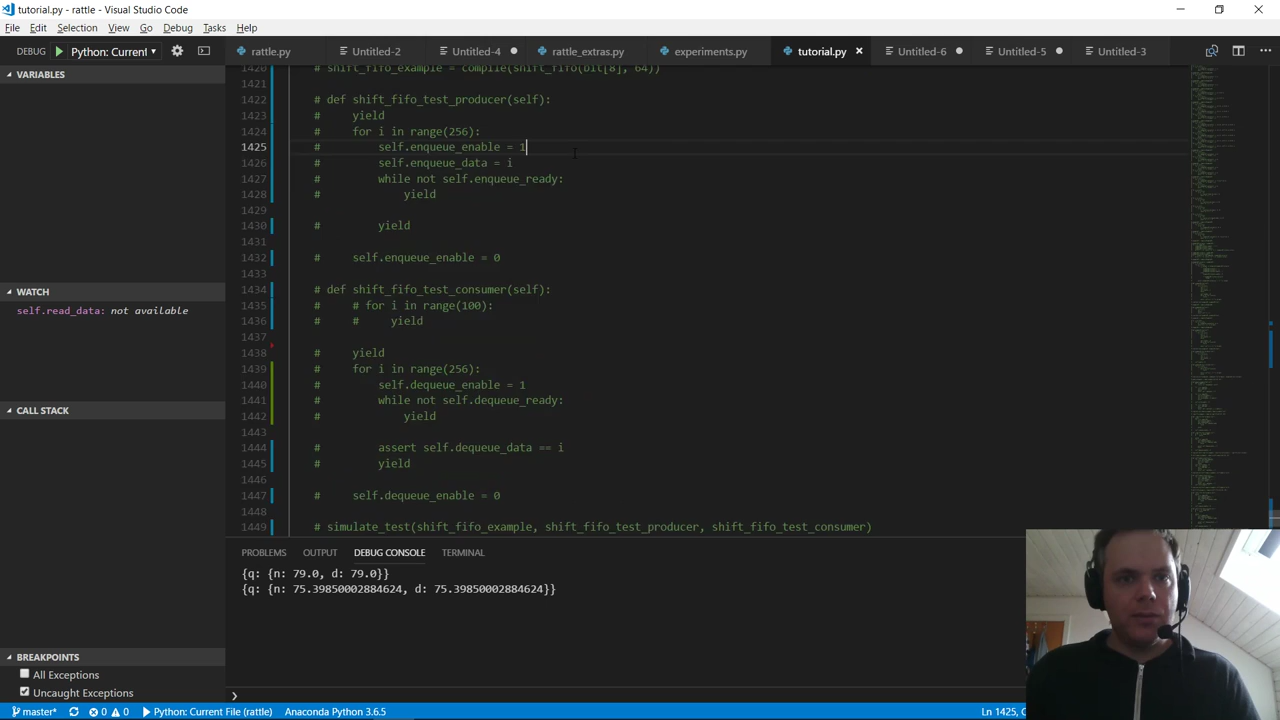 tutorial.py - rattle - Visual Studio Code
File Edit Selection View Go Debug Tasks Help
DEBUG Python: Current rattle.py Untitled-2 Untitled-4 rattle_extras.py experiments.py tutorial.py Untitled-6 Untitled-5 Untitled-3
VARIABLES
1420 # shift_fifo_example = compile(shift_fifo(bit[8], 64))
1421
1422 # def shift_fifo_test_producer(self):
1423 # yield
1424 # for i in range(256):
1425 # self.enqueue_enable = 1
1426 # self.enqueue_data = i
1427 # while not self.enqueue_ready:
1428 # yield
1429
1430 # yield
1431
1432 # self.enqueue_enable = 0
1433
1434 # def shift_fifo_test_consumer(self):
1435 # # for i in range(100):
1436 # # yield
1437
1438 # yield
1439 # for i in range(256):
1440 # self.dequeue_enable = 1
1441 # while not self.dequeue_ready:
1442 # yield
1443
1444 # assert self.dequeue_data == i
1445 # yield
1446
1447 # self.dequeue_enable = 0
1448
1449 # simulate_test(shift_fifo_example, shift_fifo_test_producer, shift_fifo_test_consumer)
WATCH
self.read_data: not available
CALL STACK
PROBLEMS OUTPUT DEBUG CONSOLE TERMINAL
{q: {n: 79.0, d: 79.0}}
{q: {n: 75.39850002884624, d: 75.39850002884624}}
BREAKPOINTS
All Exceptions
Uncaught Exceptions
master* 0 0 Python: Current File (rattle) Anaconda Python 3.6.5 Ln 1425, C